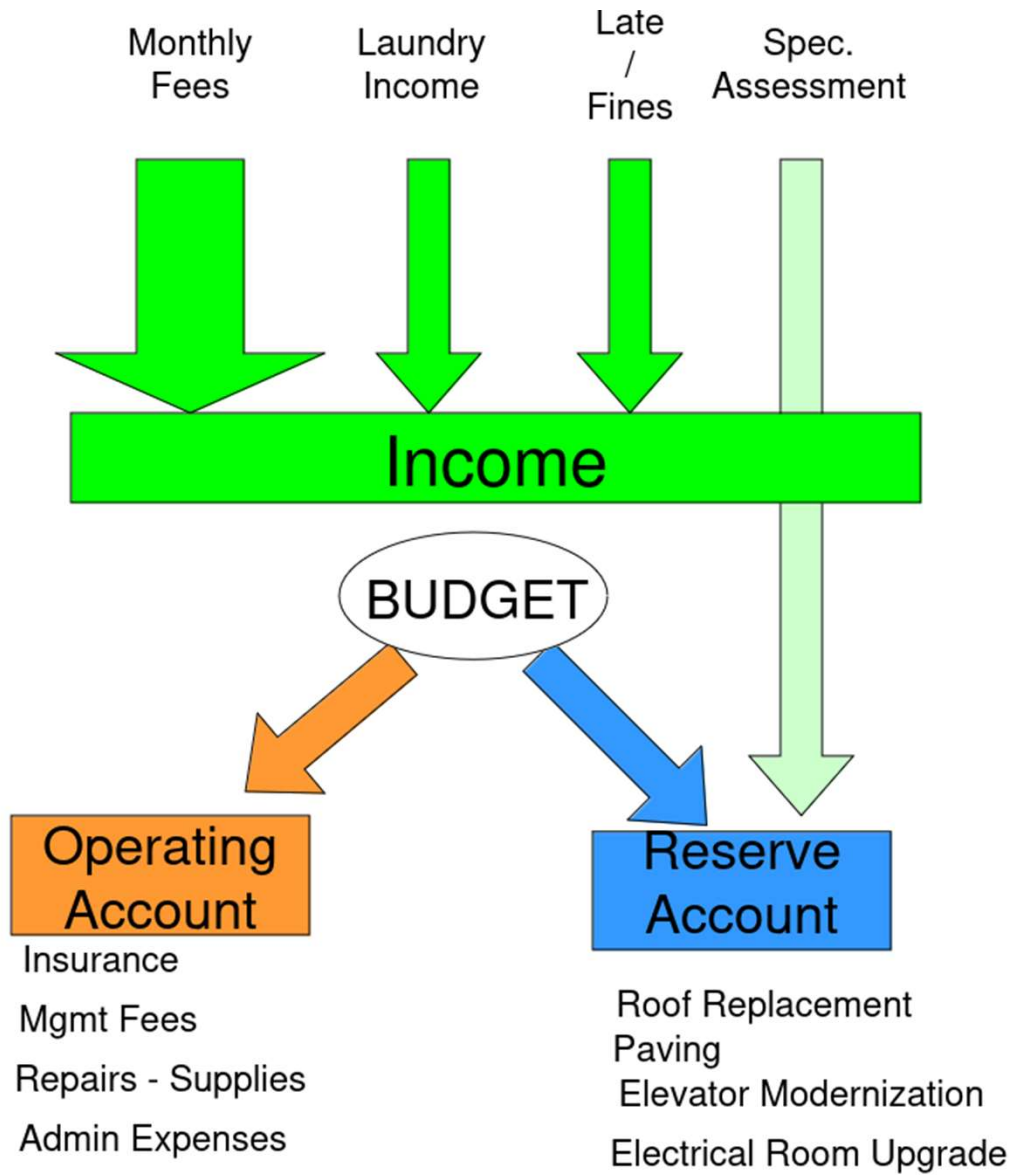 Monthly
Fees
Laundry
Income
Late
/
Fines
Spec.
Assessment
Income
BUDGET
Operating
Account
Insurance
Mgmt Fees
Repairs - Supplies
Admin Expenses
Reserve
Account
Roof Replacement
Paving
Elevator Modernization
Electrical Room Upgrade